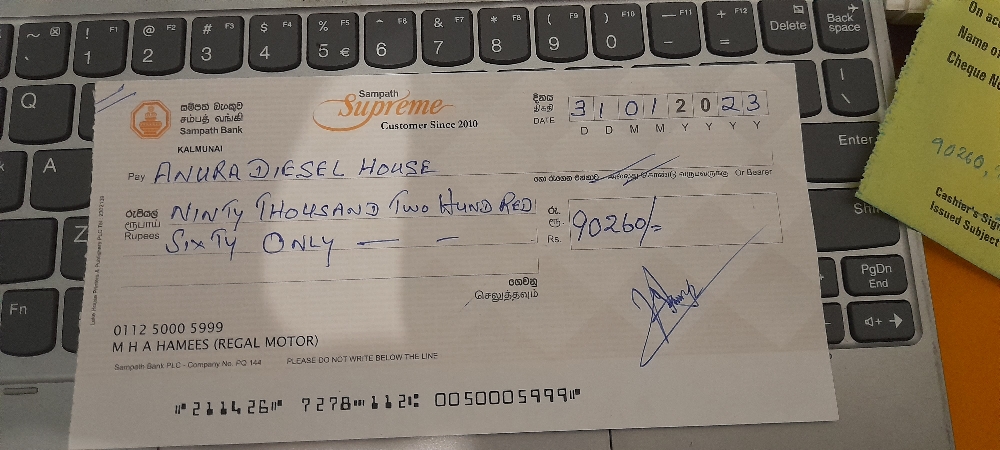 ~ ! F1 @ F2 # F3 $ F4 % F5 ^ F6 & F7 * F8 ( F9 ) F10 — F11 + F12 Delete Back space
1 2 3 4 5 € 6 7 8 9 0 - =
Q
A
Z
Fn
| \
Enter
PgDn
End
සම්පත් බැංකුව
சம்பத் வங்கி
Sampath Bank
KALMUNAI
Sampath
Supreme
Customer Since 2010
දිනය
திகதி
DATE
3 1 0 1 2 0 2 3
D D M M Y Y Y Y
Pay ANURA DIESEL HOUSE
Or Bearer
රුපියල්
ரூபாய்
Rupees
NINTY THOUSAND TWO HUNDRED
SIXTY ONLY — —
රු.
ரூ.
Rs.
90260/=
ගෙවනු
செலுத்தவும்
0112 5000 5999
M H A HAMEES (REGAL MOTOR)
Sampath Bank PLC - Company No. PQ 144 PLEASE DO NOT WRITE BELOW THE LINE
⑈211426⑈ 7278⑉112⑆ 0050005999⑈
On acc
Name o
Cheque No
90260
Cashier's Sig
Issued Subject